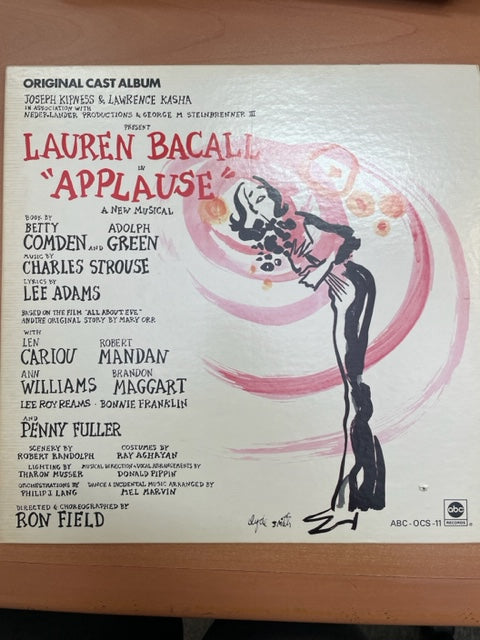 ORIGINAL CAST ALBUM
JOSEPH KIPNESS & LAWRENCE KASHA
IN ASSOCIATION WITH
NEDERLANDER PRODUCTIONS & GEORGE M STEINBRENNER III
PRESENT
LAUREN BACALL
IN
"APPLAUSE"
A NEW MUSICAL
BOOK BY
BETTY ADOLPH
COMDEN AND GREEN
MUSIC BY
CHARLES STROUSE
LYRICS BY
LEE ADAMS
BASED ON THE FILM "ALL ABOUT EVE"
AND THE ORIGINAL STORY BY MARY ORR
WITH
LEN ROBERT
CARIOU MANDAN
ANN BRANDON
WILLIAMS MAGGART
LEE ROY REAMS · BONNIE FRANKLIN
AND
PENNY FULLER
SCENERY BY COSTUMES BY
ROBERT RANDOLPH RAY AGHAYAN
LIGHTING BY MUSICAL DIRECTION & VOCAL ARRANGEMENTS BY
THARON MUSSER DONALD PIPPIN
ORCHESTRATIONS BY DANCE & INCIDENTAL MUSIC ARRANGED BY
PHILIP J. LANG MEL MARVIN
DIRECTED & CHOREOGRAPHED BY
RON FIELD
clyde smith
ABC-OCS-11
abc
RECORDS